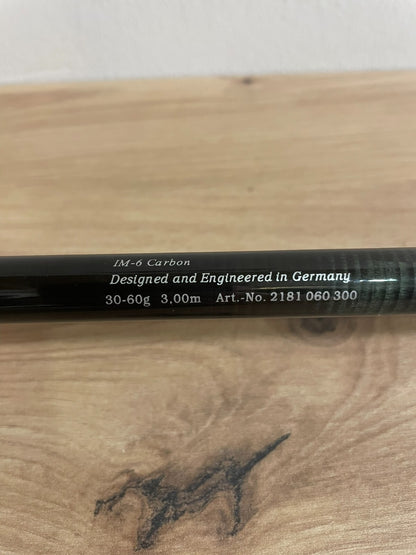 IM-6 Carbon
Designed and Engineered in Germany
30-60g 3,00m Art.-No. 2181 060 300